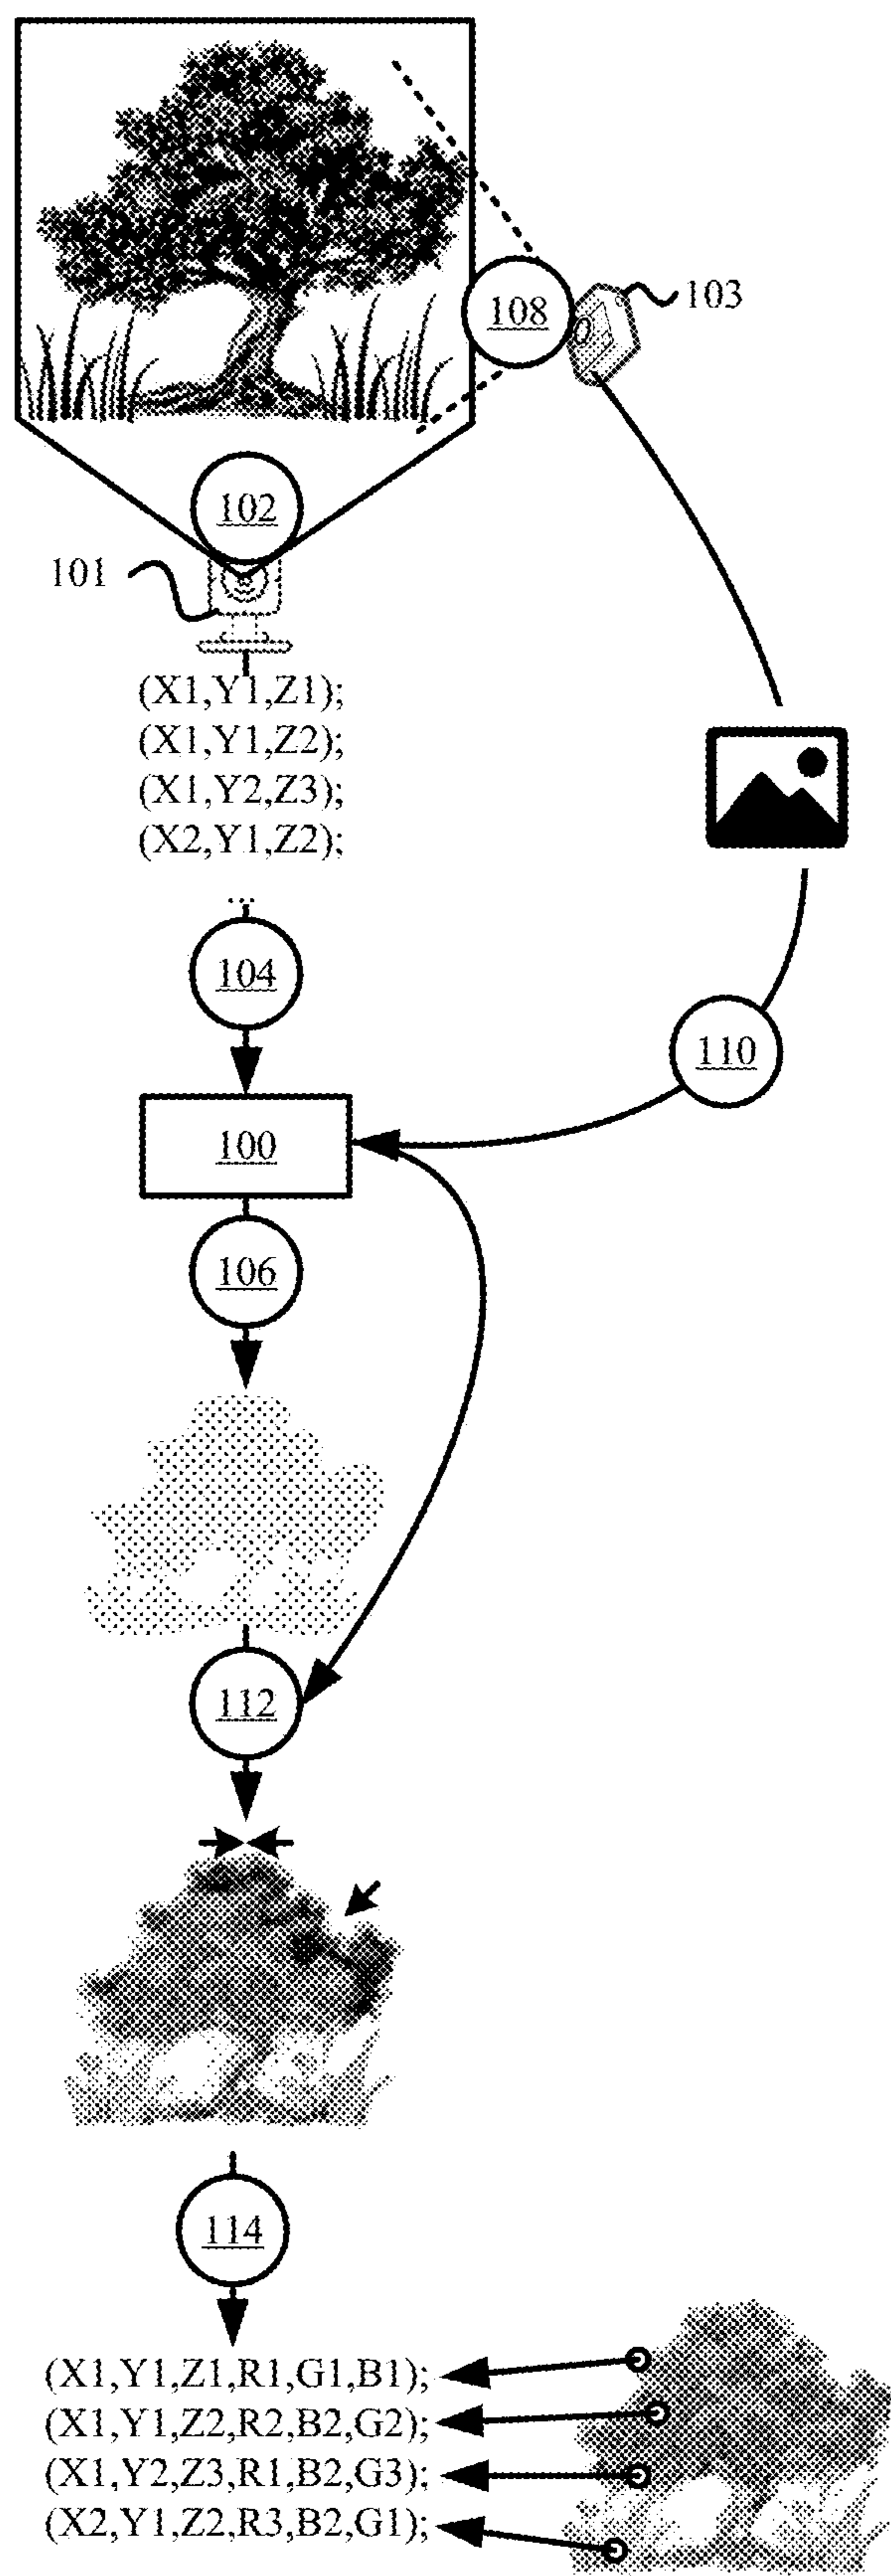 108
103
102
101
(X1,Y1,Z1);
(X1,Y1,Z2);
(X1,Y2,Z3);
(X2,Y1,Z2);
...
104
110
100
106
112
114
(X1,Y1,Z1,R1,G1,B1);
(X1,Y1,Z2,R2,B2,G2);
(X1,Y2,Z3,R1,B2,G3);
(X2,Y1,Z2,R3,B2,G1);